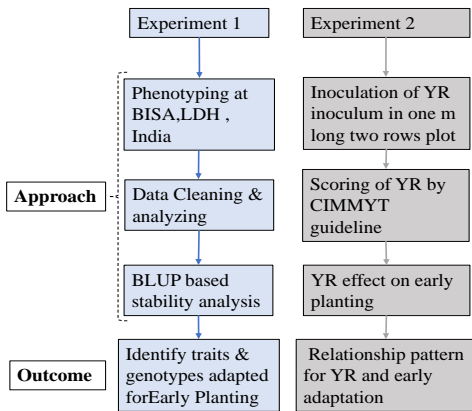 Experiment 1
Experiment 2
Phenotyping at
BISA,LDH ,
India
Inoculation of YR
inoculum in one m
long two rows plot
Approach
Data Cleaning &
analyzing
Scoring of YR by
CIMMYT
guideline
BLUP based
stability analysis
YR effect on early
planting
Outcome
Identify traits &
genotypes adapted
forEarly Planting
Relationship pattern
for YR and early
adaptation